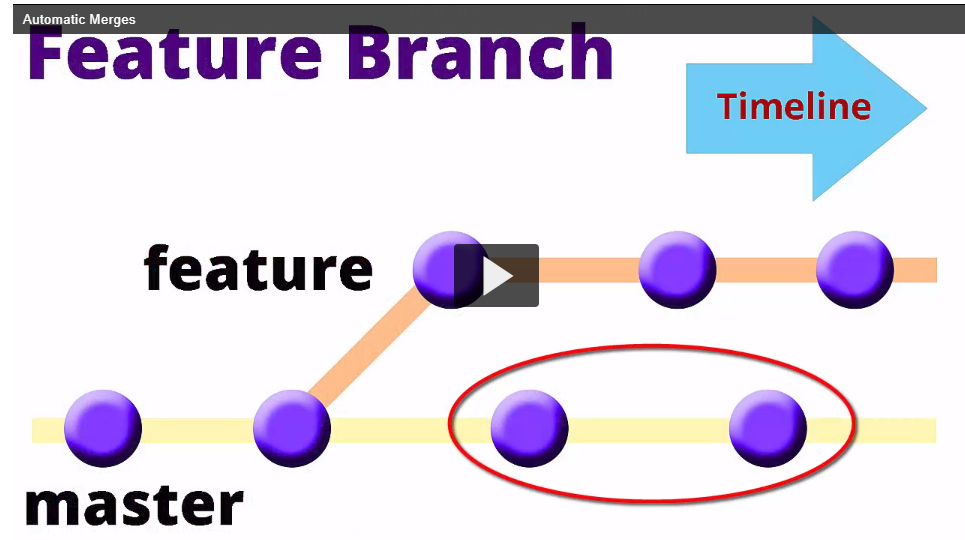 Automatic Merges
Feature Branch
Timeline
feature
master